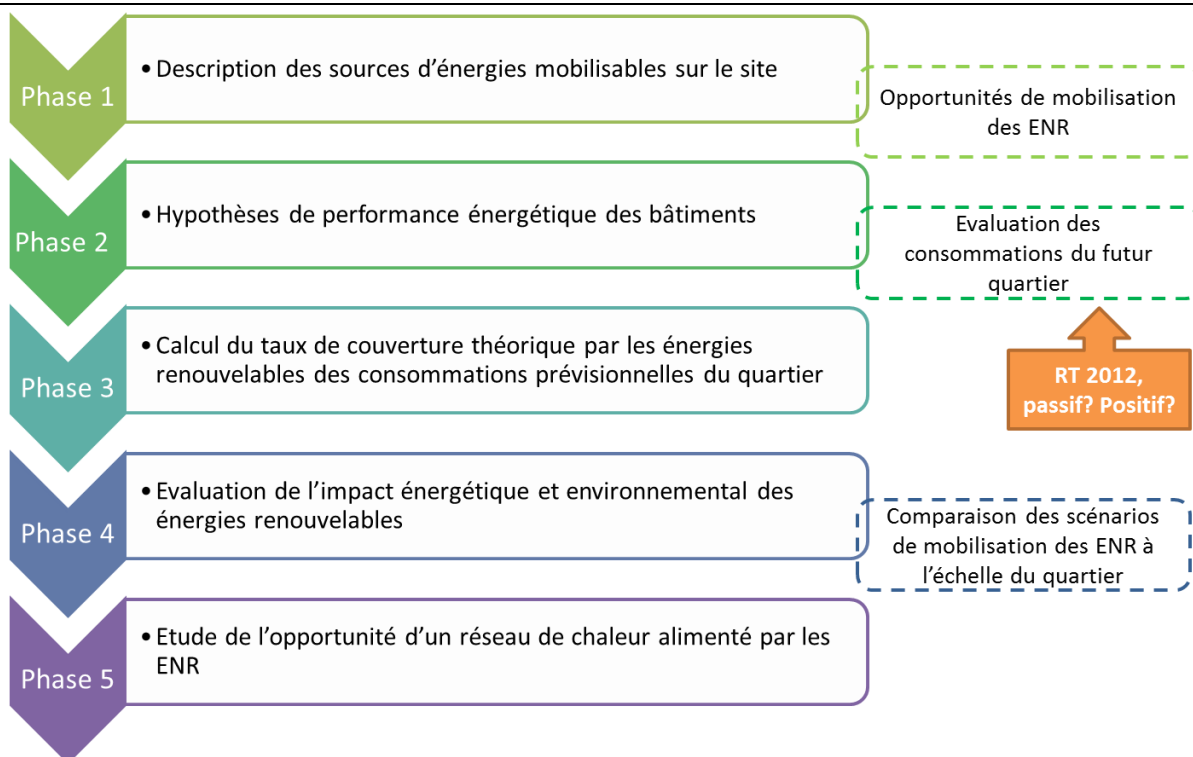 Phase 1
• Description des sources d'énergies mobilisables sur le site
Opportunités de mobilisation
des ENR
Phase 2
• Hypothèses de performance énergétique des bâtiments
Evaluation des
consommations du futur
quartier
Phase 3
• Calcul du taux de couverture théorique par les énergies
renouvelables des consommations prévisionnelles du quartier
RT 2012,
passif? Positif?
Phase 4
• Evaluation de l'impact énergétique et environnemental des
énergies renouvelables
Comparaison des scénarios
de mobilisation des ENR à
l'échelle du quartier
Phase 5
• Etude de l'opportunité d'un réseau de chaleur alimenté par les
ENR